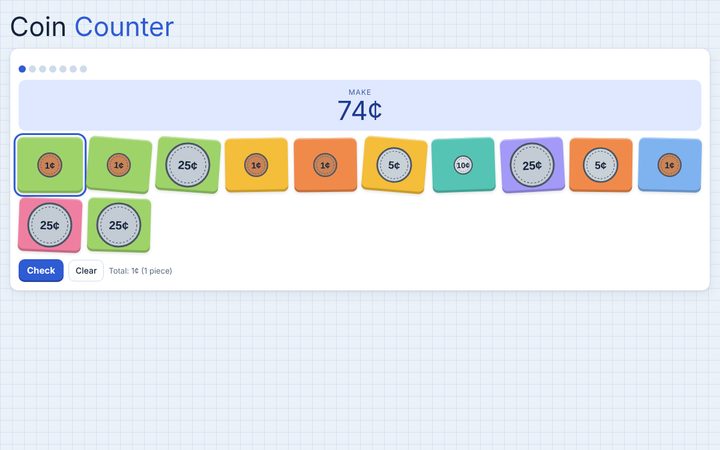 Coin Counter
MAKE
74¢
1¢ 1¢ 25¢ 1¢ 1¢ 5¢ 10¢ 25¢ 5¢ 1¢
25¢ 25¢
Check Clear Total: 1¢ (1 piece)